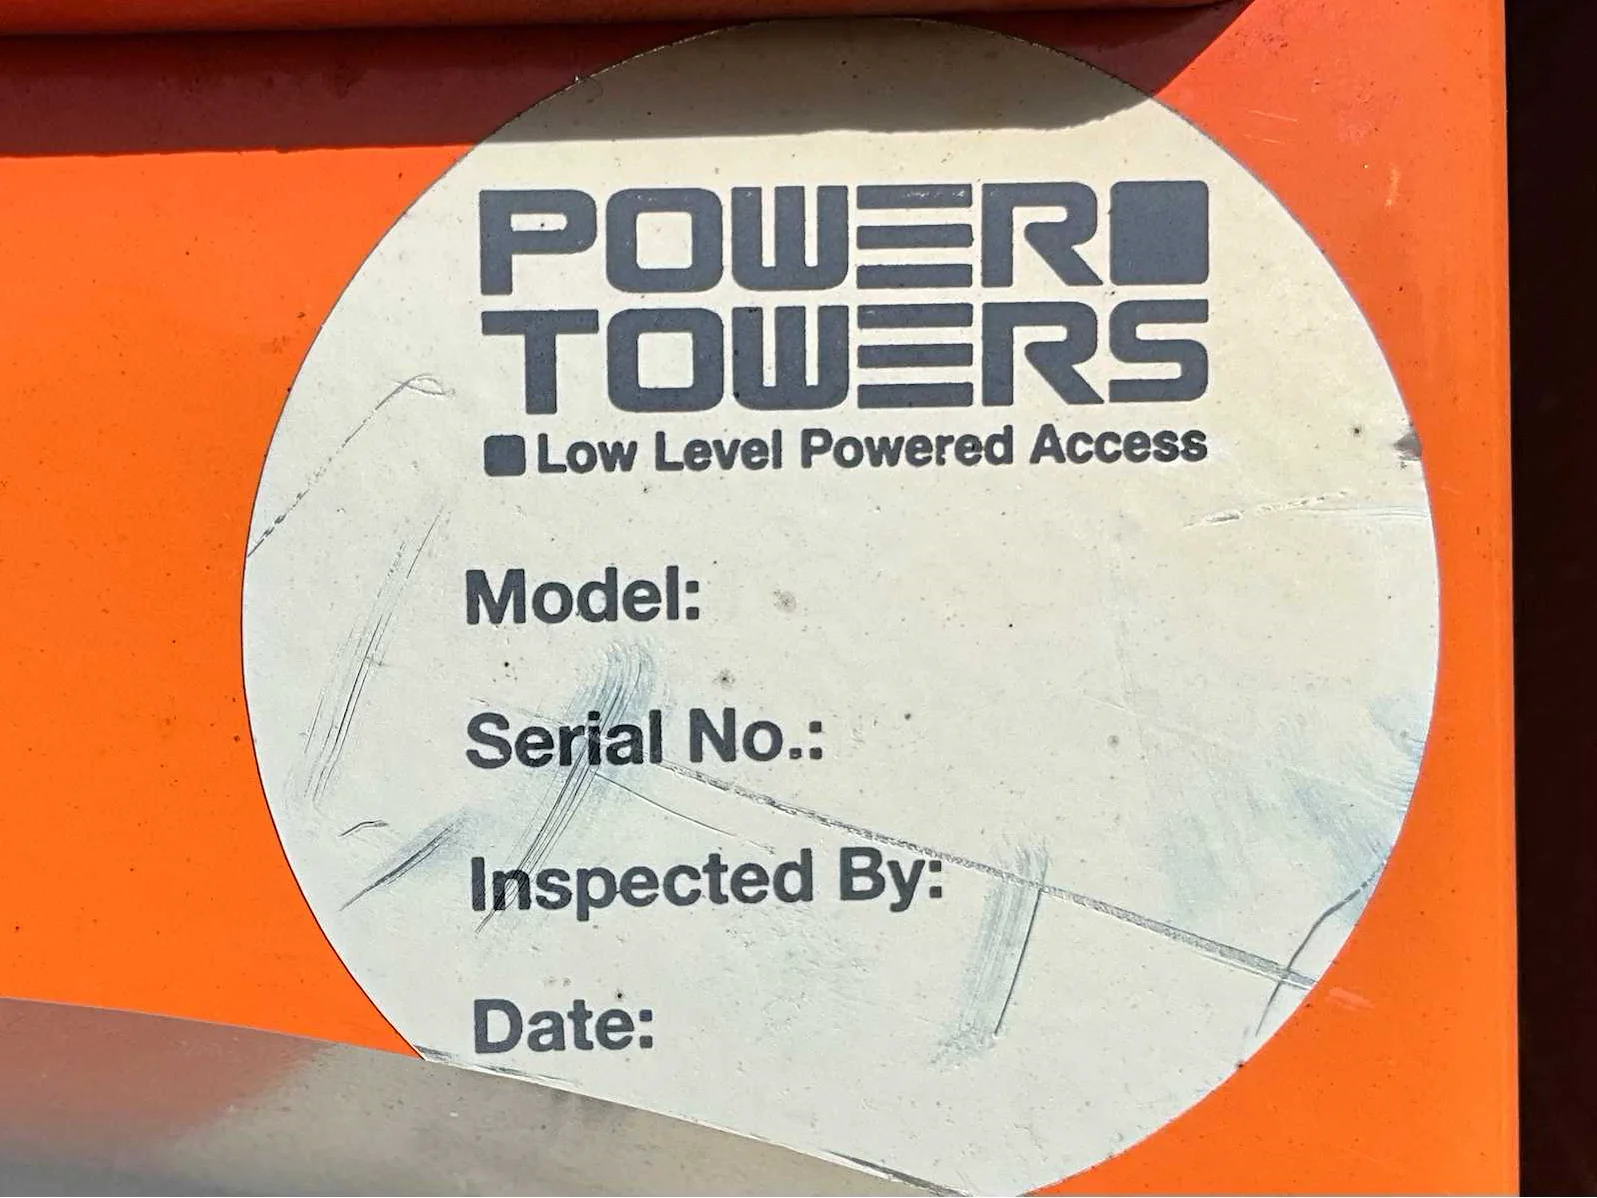 POWER
TOWERS
Low Level Powered Access
Model:
Serial No.:
Inspected By:
Date: